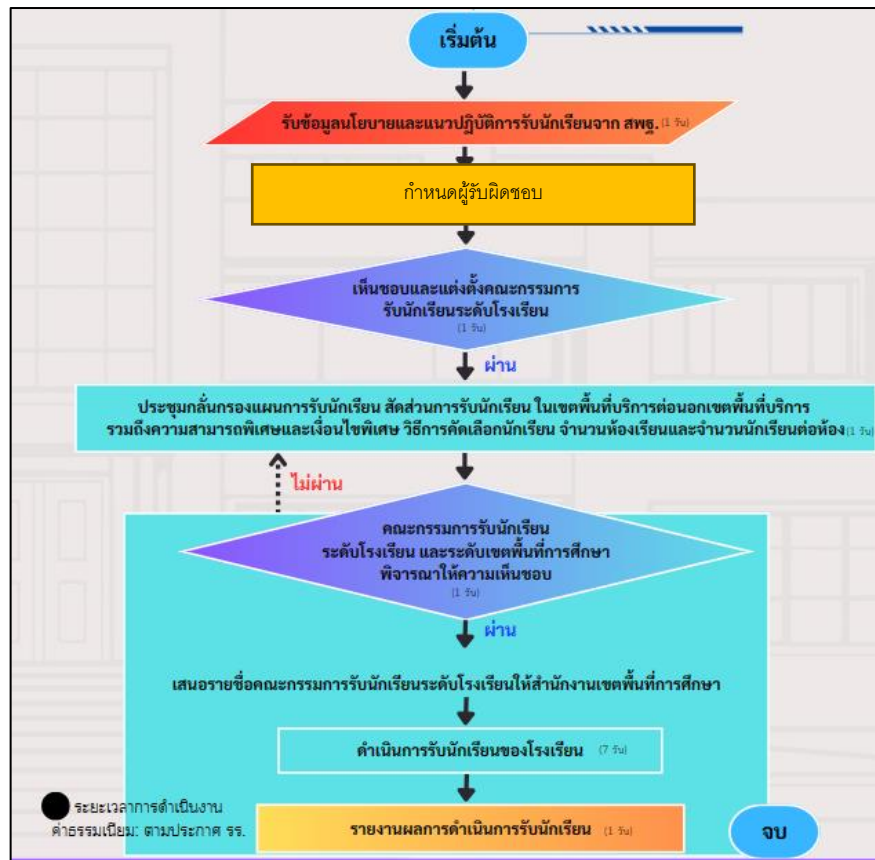 เริ่มต้น
รับข้อมูลนโยบายและแนวปฏิบัติการรับนักเรียนจาก สพฐ. (1 วัน)
กำหนดผู้รับผิดชอบ
เห็นชอบและแต่งตั้งคณะกรรมการ
รับนักเรียนระดับโรงเรียน
(1 วัน)
ผ่าน
ประชุมกลั่นกรองแผนการรับนักเรียน สัดส่วนการรับนักเรียน ในเขตพื้นที่บริการต่อนอกเขตพื้นที่บริการ
รวมถึงความสามารถพิเศษและเงื่อนไขพิเศษ วิธีการคัดเลือกนักเรียน จำนวนห้องเรียนและจำนวนนักเรียนต่อห้อง (1 วัน)
ไม่ผ่าน
คณะกรรมการรับนักเรียน
ระดับโรงเรียน และระดับเขตพื้นที่การศึกษา
พิจารณาให้ความเห็นชอบ
(1 วัน)
ผ่าน
เสนอรายชื่อคณะกรรมการรับนักเรียนระดับโรงเรียนให้สำนักงานเขตพื้นที่การศึกษา
ดำเนินการรับนักเรียนของโรงเรียน (7 วัน)
ระยะเวลาการดำเนินงาน
ค่าธรรมเนียม: ตามประกาศ รร.
รายงานผลการดำเนินการรับนักเรียน (1 วัน)
จบ